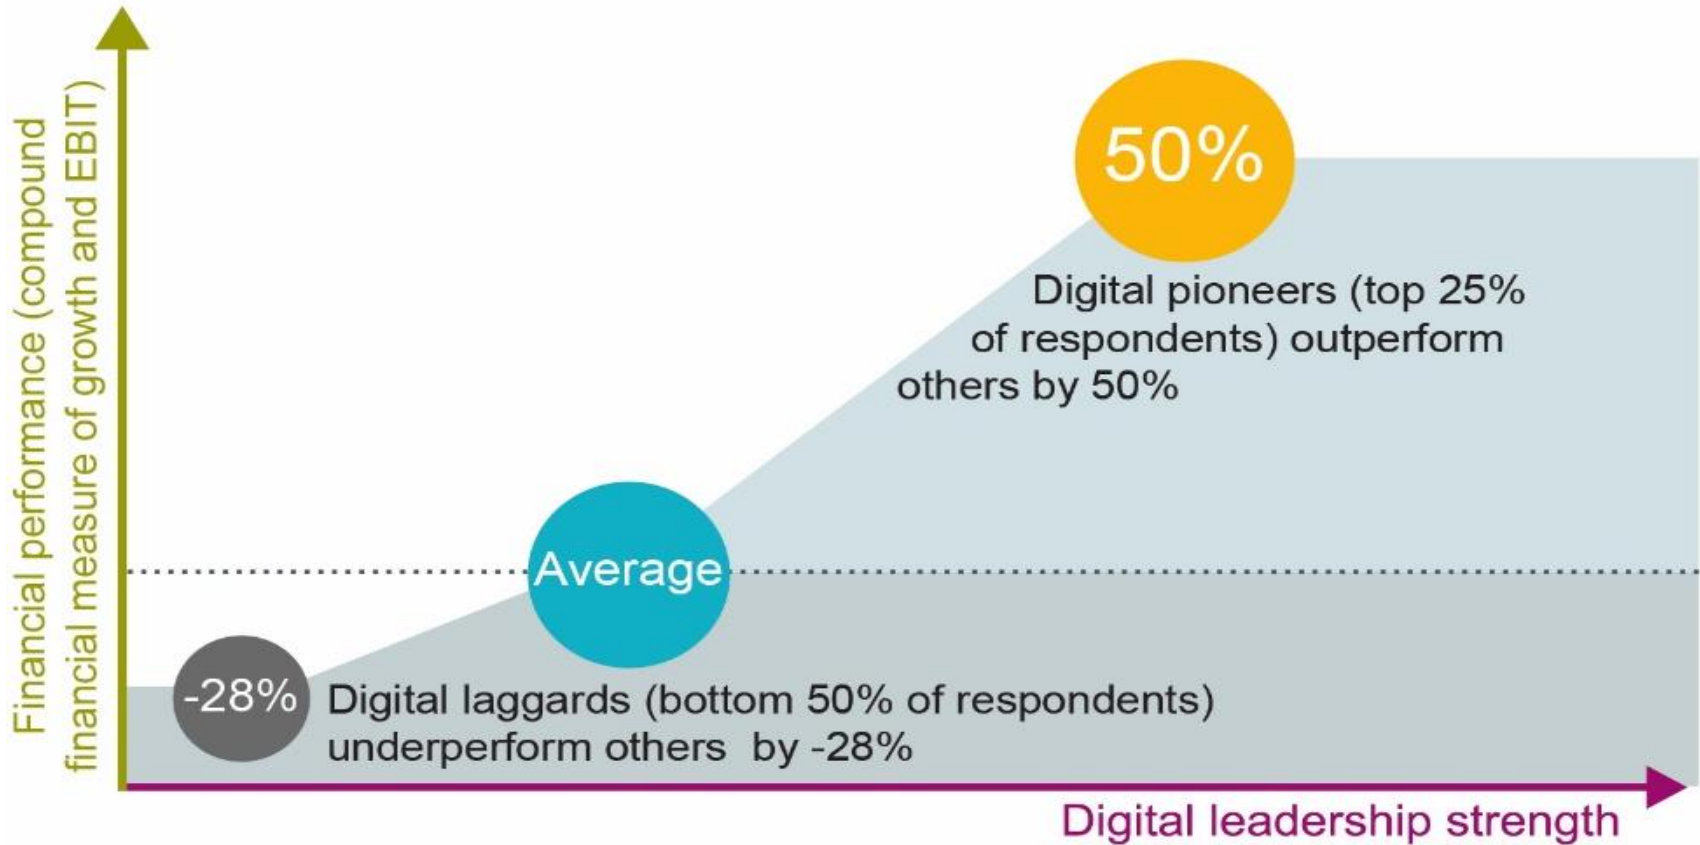 Financial performance (compound
financial measure of growth and EBIT)
50%
Digital pioneers (top 25%
of respondents) outperform
others by 50%
Average
-28%
Digital laggards (bottom 50% of respondents)
underperform others by -28%
Digital leadership strength